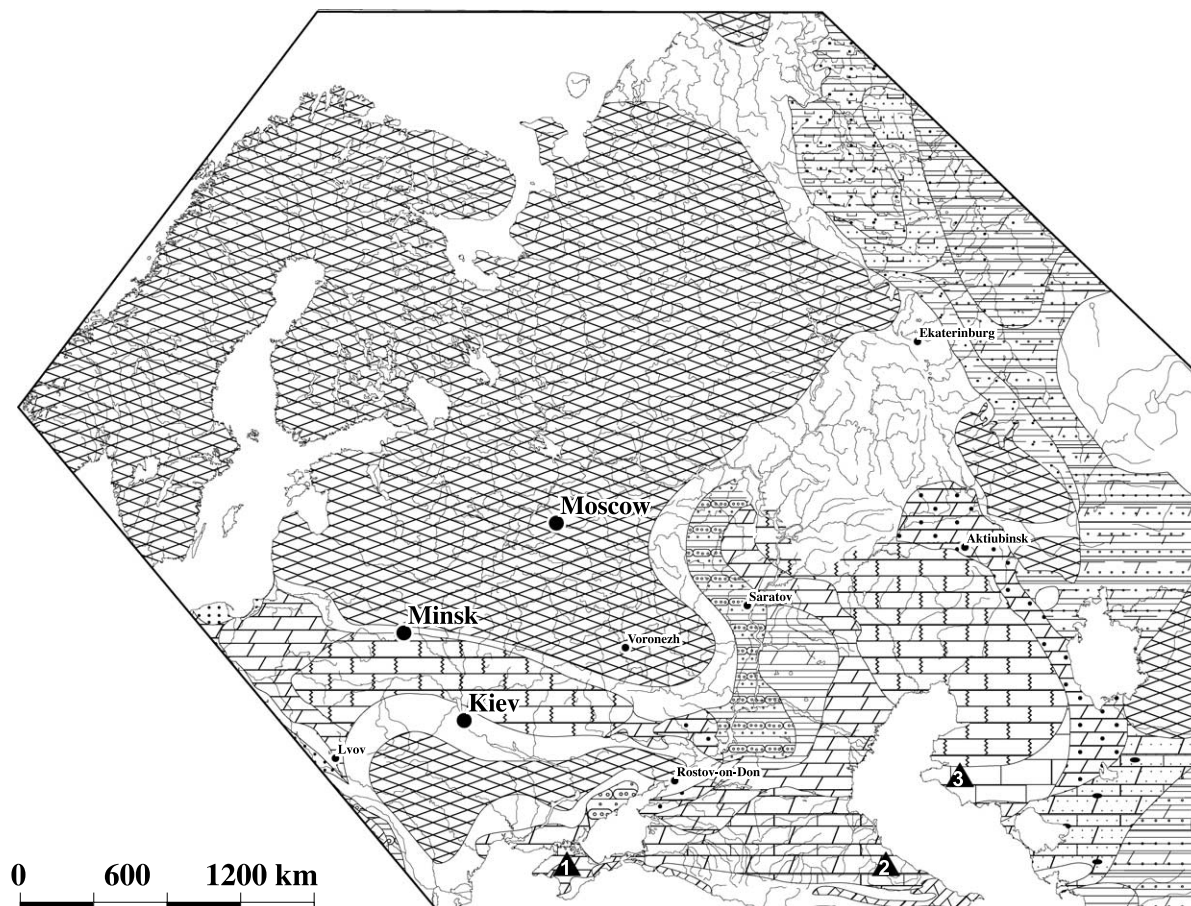 Ekaterinburg
Moscow
Aktiubinsk
Saratov
Minsk
Voronezh
Kiev
Lvov
Rostov-on-Don
3
1
2
0 600 1200 km